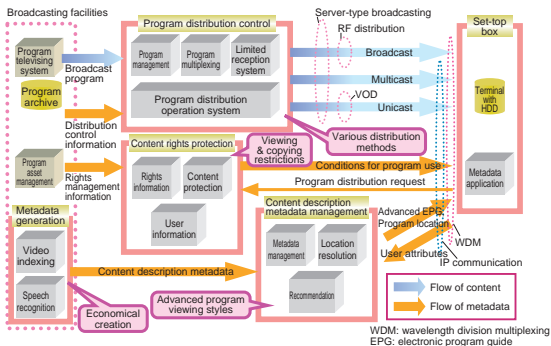 Broadcasting facilities
Program distribution control
Server-type broadcasting
RF distribution
Set-top
box
Program
televising
system
Broadcast
program
Program
archive
Program
management
Program
multiplexing
Limited
reception
system
Program distribution
operation system
Broadcast
Multicast
VOD
Unicast
Terminal
with
HDD
Distribution
control
information
Content rights protection
Viewing
& copying
restrictions
Various distribution
methods
Program
asset
management
Rights
management
information
Rights
information
Content
protection
User
information
Conditions for program use
Program distribution request
Metadata
application
Metadata
generation
Video
indexing
Speech
recognition
Content description metadata
Content description
metadata management
Metadata
management
Location
resolution
Recommendation
Advanced EPG,
Program location
User attributes
WDM
IP communication
Economical
creation
Advanced program
viewing styles
Flow of content
Flow of metadata
WDM: wavelength division multiplexing
EPG: electronic program guide